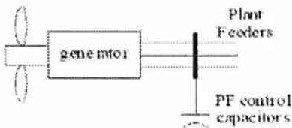 Plant
Feeders
generator
PF control
capacitors